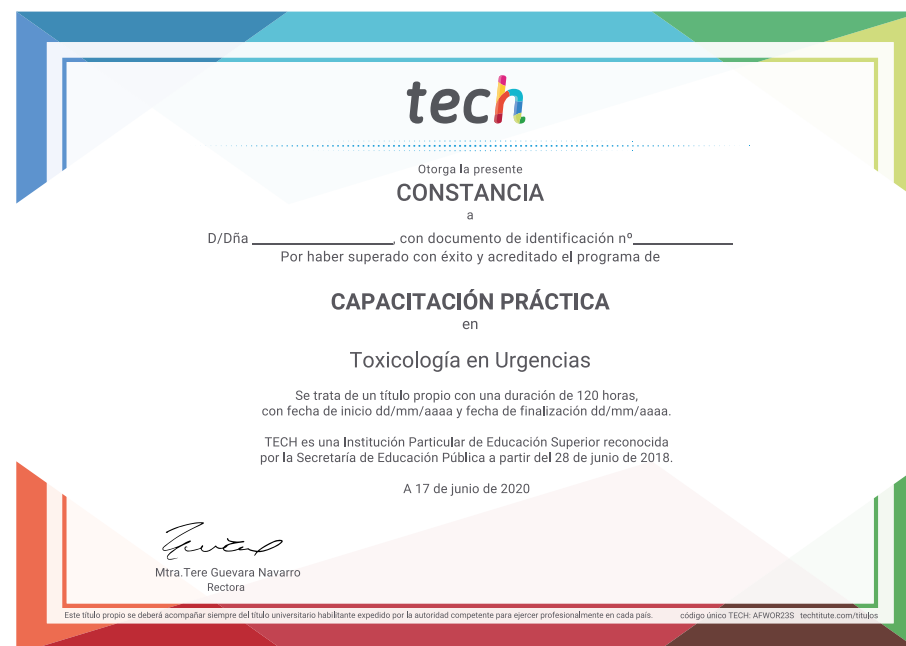 tech
Otorga la presente
CONSTANCIA
a
D/Dña ____________________, con documento de identificación nº______________
Por haber superado con éxito y acreditado el programa de
CAPACITACIÓN PRÁCTICA
en
Toxicología en Urgencias
Se trata de un título propio con una duración de 120 horas,
con fecha de inicio dd/mm/aaaa y fecha de finalización dd/mm/aaaa.
TECH es una Institución Particular de Educación Superior reconocida
por la Secretaría de Educación Pública a partir del 28 de junio de 2018.
A 17 de junio de 2020
Mtra.Tere Guevara Navarro
Rectora
Este título propio se deberá acompañar siempre del título universitario habilitante expedido por la autoridad competente para ejercer profesionalmente en cada país. código único TECH: AFWOR23S techtitute.com/titulos